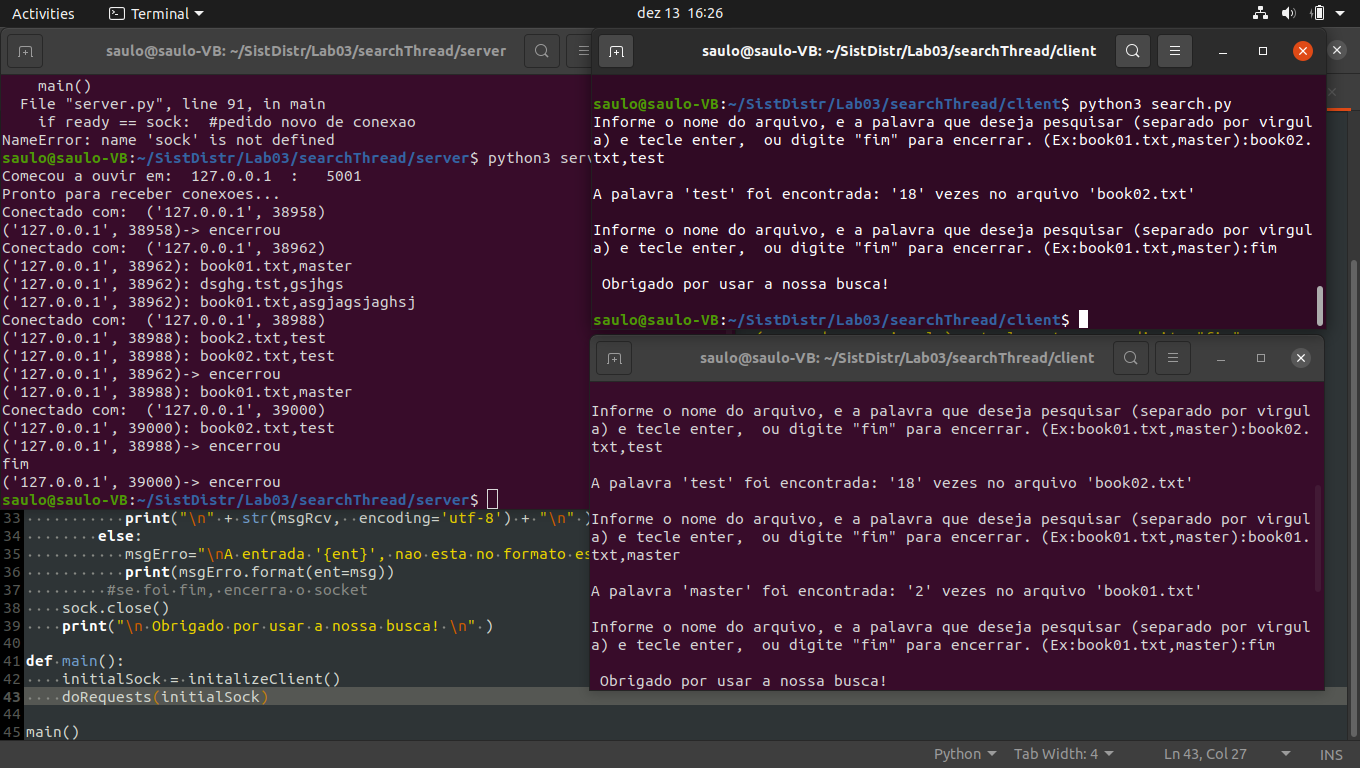 Activities
Terminal
dez 13 16:26
saulo@saulo-VB: ~/SistDistr/Lab03/searchThread/server
main()
File "server.py", line 91, in main
if ready == sock:  #pedido novo de conexao
NameError: name 'sock' is not defined
saulo@saulo-VB:~/SistDistr/Lab03/searchThread/server$ python3 serv
Comecou a ouvir em:  127.0.0.1  :   5001
Pronto para receber conexoes...
Conectado com:  ('127.0.0.1', 38958)
('127.0.0.1', 38958)-> encerrou
Conectado com:  ('127.0.0.1', 38962)
('127.0.0.1', 38962): book01.txt,master
('127.0.0.1', 38962): dsghg.tst,gsjhgs
('127.0.0.1', 38962): book01.txt,asgjagsjaghsj
Conectado com:  ('127.0.0.1', 38988)
('127.0.0.1', 38988): book2.txt,test
('127.0.0.1', 38988): book02.txt,test
('127.0.0.1', 38962)-> encerrou
('127.0.0.1', 38988): book01.txt,master
Conectado com:  ('127.0.0.1', 39000)
('127.0.0.1', 39000): book02.txt,test
('127.0.0.1', 38988)-> encerrou
fim
('127.0.0.1', 39000)-> encerrou
saulo@saulo-VB:~/SistDistr/Lab03/searchThread/server$
saulo@saulo-VB: ~/SistDistr/Lab03/searchThread/client
saulo@saulo-VB:~/SistDistr/Lab03/searchThread/client$ python3 search.py
Informe o nome do arquivo, e a palavra que deseja pesquisar (separado por virgul
a) e tecle enter,  ou digite "fim" para encerrar. (Ex:book01.txt,master):book02.
txt,test
A palavra 'test' foi encontrada: '18' vezes no arquivo 'book02.txt'
Informe o nome do arquivo, e a palavra que deseja pesquisar (separado por virgul
a) e tecle enter,  ou digite "fim" para encerrar. (Ex:book01.txt,master):fim
Obrigado por usar a nossa busca!
saulo@saulo-VB:~/SistDistr/Lab03/searchThread/client$
saulo@saulo-VB: ~/SistDistr/Lab03/searchThread/client
Informe o nome do arquivo, e a palavra que deseja pesquisar (separado por virgul
a) e tecle enter,  ou digite "fim" para encerrar. (Ex:book01.txt,master):book02.
txt,test
A palavra 'test' foi encontrada: '18' vezes no arquivo 'book02.txt'
Informe o nome do arquivo, e a palavra que deseja pesquisar (separado por virgul
a) e tecle enter,  ou digite "fim" para encerrar. (Ex:book01.txt,master):book01.
txt,master
A palavra 'master' foi encontrada: '2' vezes no arquivo 'book01.txt'
Informe o nome do arquivo, e a palavra que deseja pesquisar (separado por virgul
a) e tecle enter,  ou digite "fim" para encerrar. (Ex:book01.txt,master):fim
Obrigado por usar a nossa busca!
33 print("\n" + str(msgRcv,  encoding='utf-8') + "\n" )
34 else:
35 msgErro="\nA entrada '{ent}', nao esta no formato es
36 print(msgErro.format(ent=msg))
37 #se foi fim, encerra o socket
38 sock.close()
39 print("\n Obrigado por usar a nossa busca! \n" )
40
41 def main():
42 initialSock = initalizeClient()
43 doRequests(initialSock)
44
45 main()
Python
Tab Width: 4
Ln 43, Col 27
INS